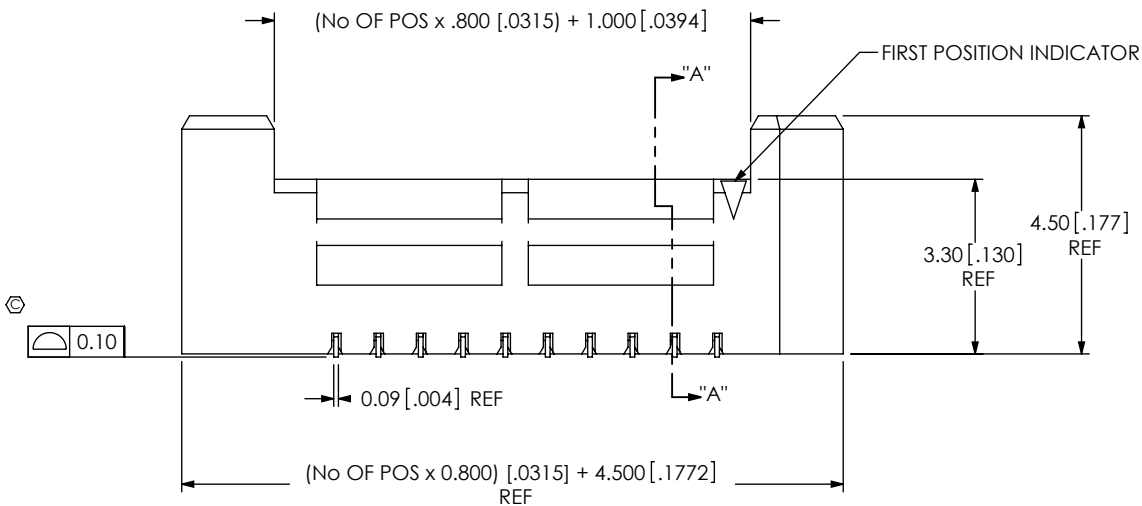 (No OF POS x .800 [.0315) + 1.000 [.0394]
"A"
FIRST POSITION INDICATOR
4.50 [.177]
REF
3.30 [.130]
REF
C
0.10
0.09 [.004] REF
"A"
(No OF POS x 0.800) [.0315] + 4.500 [.1772]
REF